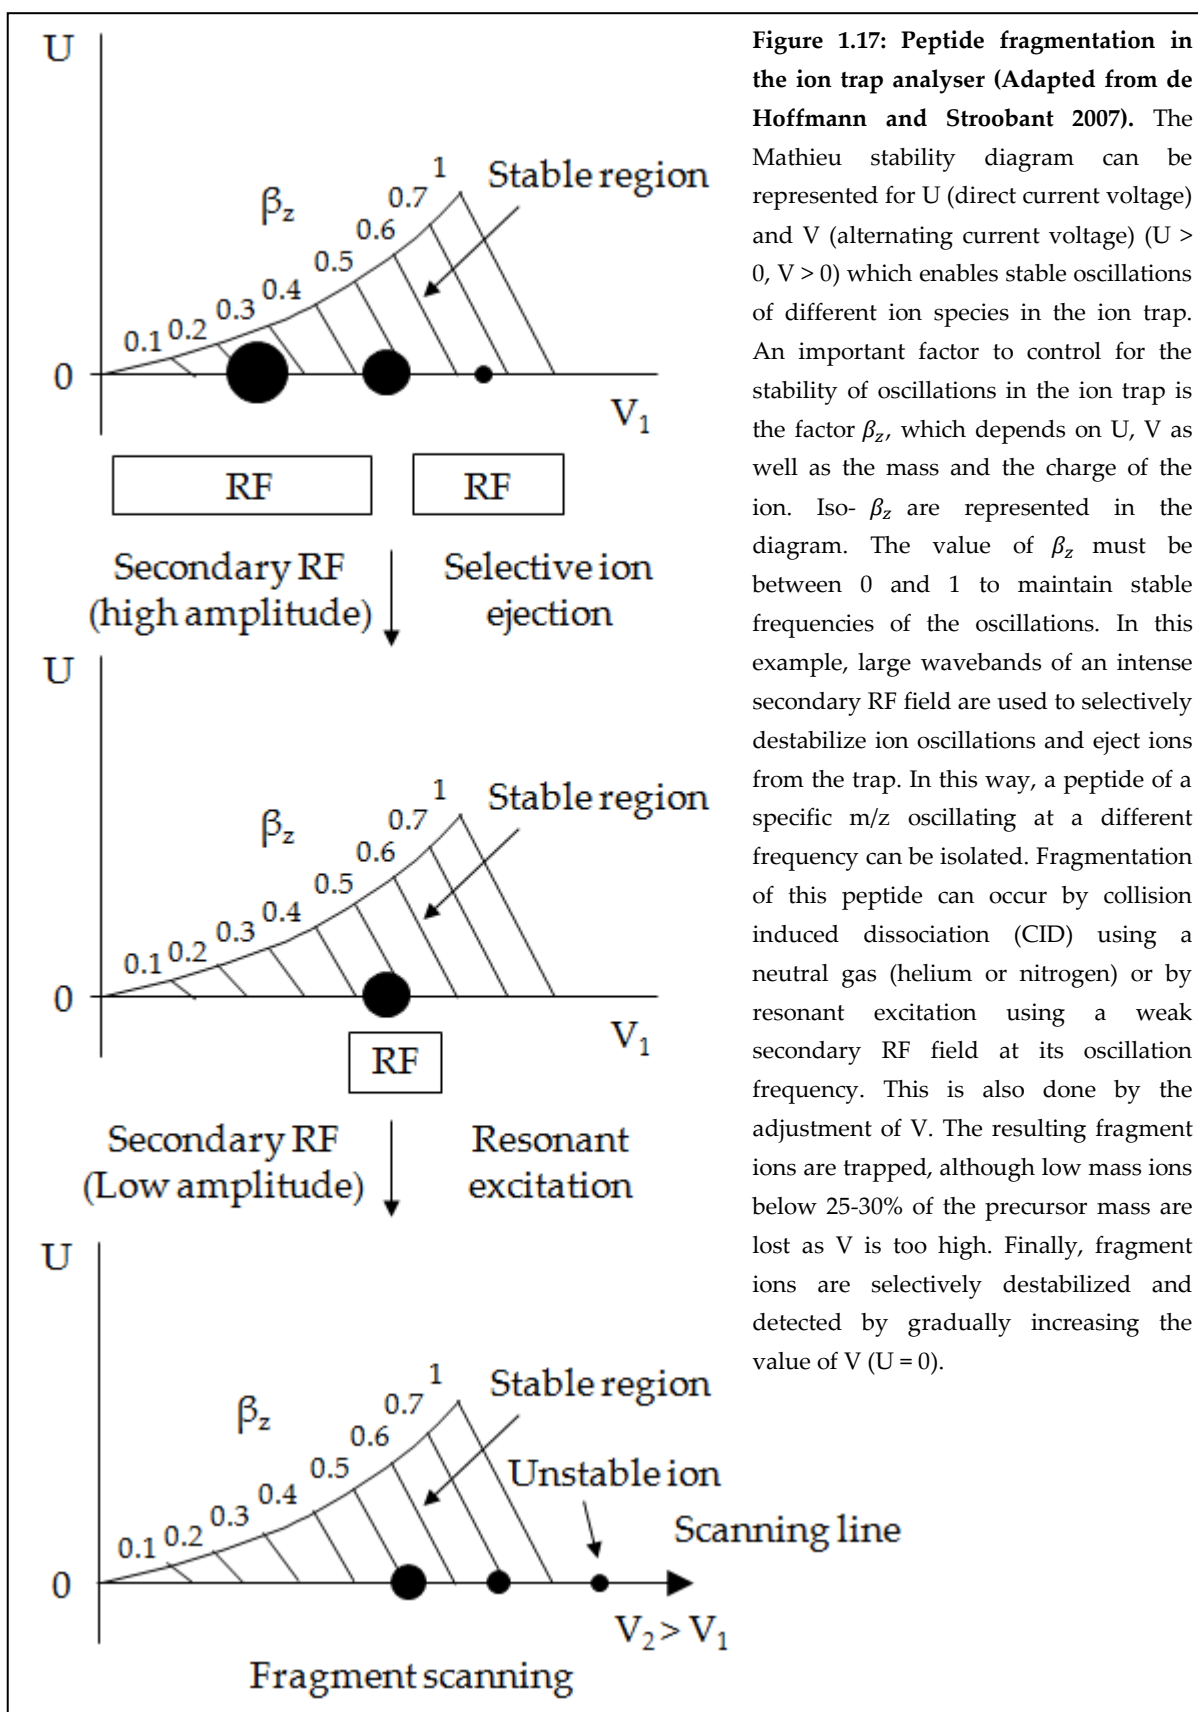 U
β_z
0.1
0.2
0.3
0.4
0.5
0.6
0.7
1
Stable region
0
V₁
RF
RF
Secondary RF
(high amplitude)
Selective ion
ejection
U
β_z
0.1
0.2
0.3
0.4
0.5
0.6
0.7
1
Stable region
0
V₁
RF
Secondary RF
(Low amplitude)
Resonant
excitation
U
β_z
0.1
0.2
0.3
0.4
0.5
0.6
0.7
1
Stable region
Unstable ion
Scanning line
0
V₂ > V₁
Fragment scanning
Figure 1.17: Peptide fragmentation in
the ion trap analyser (Adapted from de
Hoffmann and Stroobant 2007). The
Mathieu stability diagram can be
represented for U (direct current voltage)
and V (alternating current voltage) (U >
0, V > 0) which enables stable oscillations
of different ion species in the ion trap.
An important factor to control for the
stability of oscillations in the ion trap is
the factor β_z, which depends on U, V as
well as the mass and the charge of the
ion. Iso- β_z are represented in the
diagram. The value of β_z must be
between 0 and 1 to maintain stable
frequencies of the oscillations. In this
example, large wavebands of an intense
secondary RF field are used to selectively
destabilize ion oscillations and eject ions
from the trap. In this way, a peptide of a
specific m/z oscillating at a different
frequency can be isolated. Fragmentation
of this peptide can occur by collision
induced dissociation (CID) using a
neutral gas (helium or nitrogen) or by
resonant excitation using a weak
secondary RF field at its oscillation
frequency. This is also done by the
adjustment of V. The resulting fragment
ions are trapped, although low mass ions
below 25-30% of the precursor mass are
lost as V is too high. Finally, fragment
ions are selectively destabilized and
detected by gradually increasing the
value of V (U = 0).